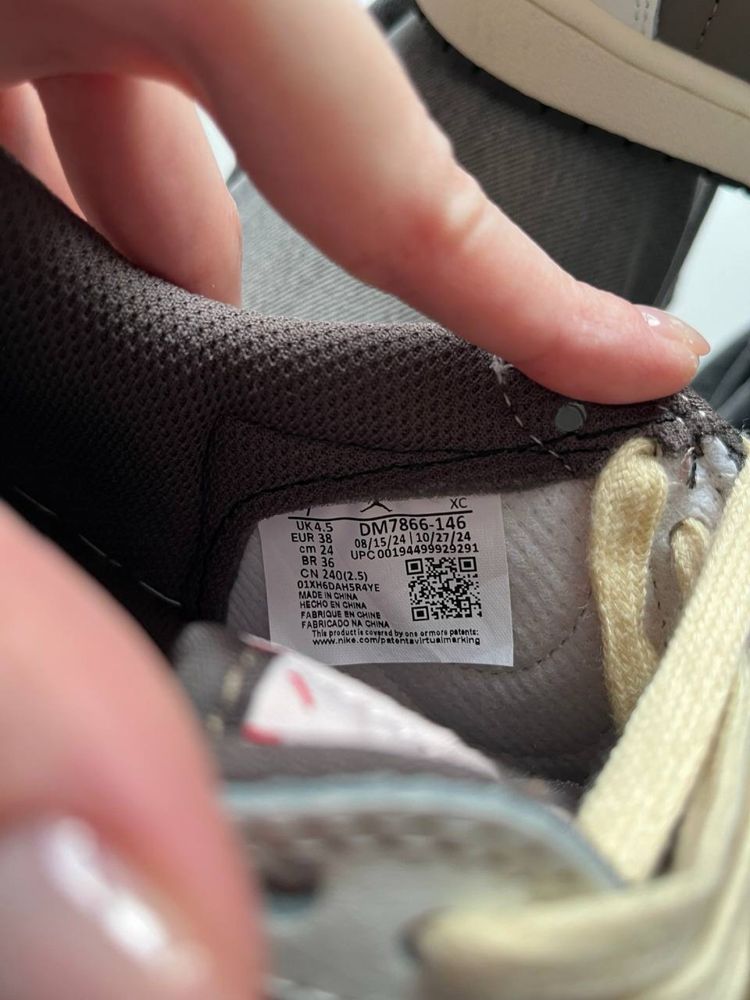 XC
UK 4.5 DM7866-146
EUR 38 08/15/24 | 10/27/24
cm 24 UPC 00194499929291
BR 36
CN 240(2.5)
01XH6DAH5R4YE
MADE IN CHINA
HECHO EN CHINA
FABRIQUE EN CHINE
FABRICADO NA CHINA
This product is covered by one or more patents:
www.nike.com/patentavirtualmarking